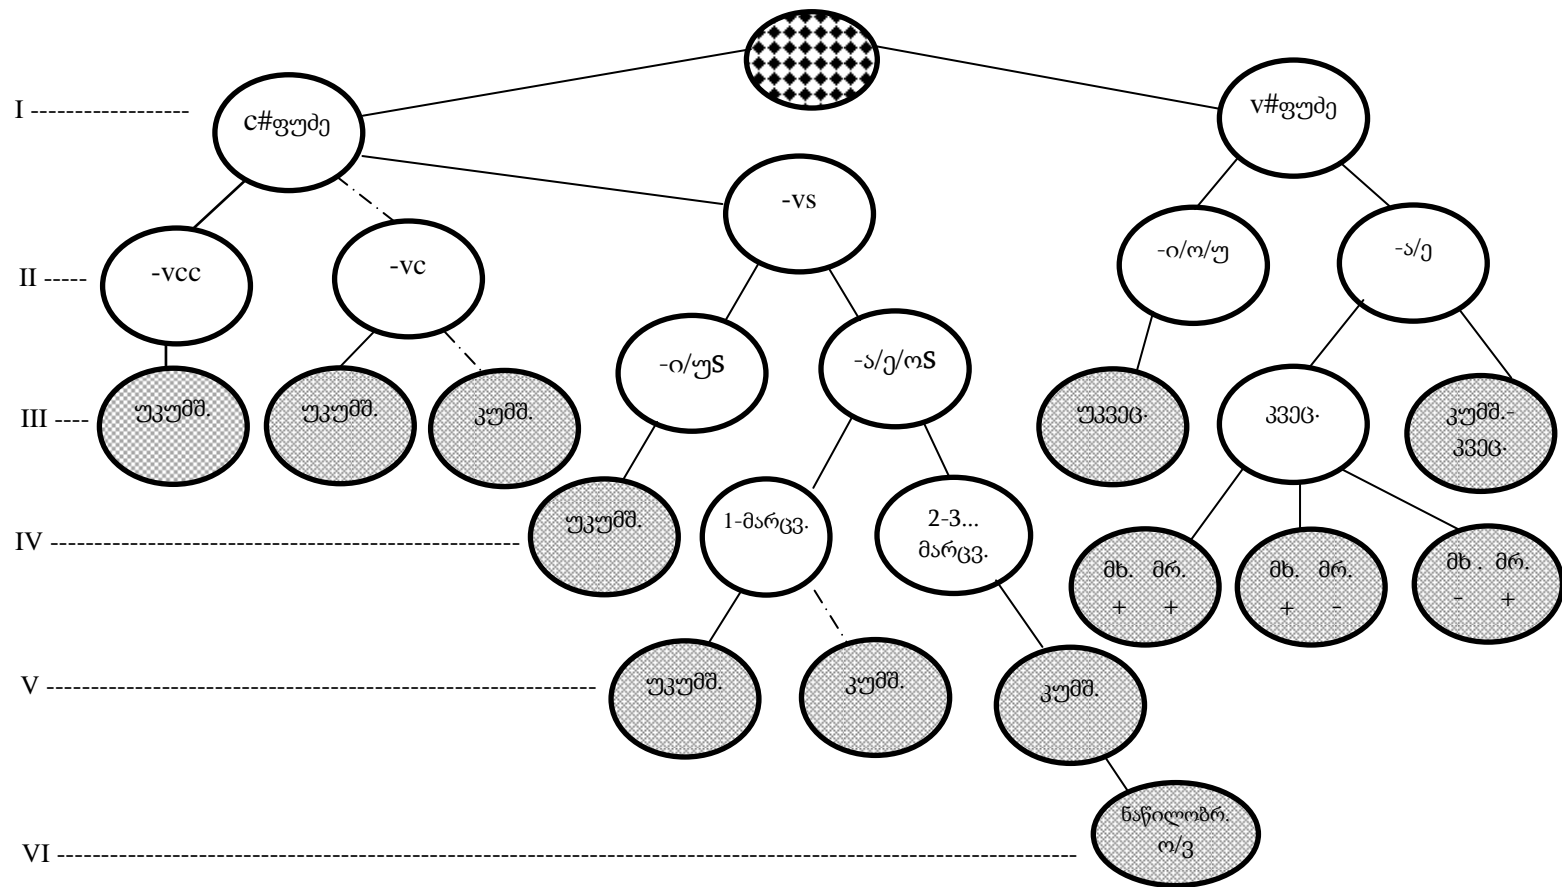 I ------------------
c#ფუძე
v#ფუძე
-vs
-ი/ო/უ
-ა/ე
II -----
-vcc
-vc
-ი/უs
-ა/ე/ოs
III ----
უკუმშ.
უკუმშ.
კუმშ.
უკვეც.
კვეც.
კუმშ.-
კვეც.
IV ----------------------------------------------------
უკუმშ.
1-მარცვ.
2-3...
მარცვ.
მხ. მრ.
+ +
მხ. მრ.
+ -
მხ . მრ.
- +
V -------------------------------------------------------------
უკუმშ.
კუმშ.
კუმშ.
ნაწილობრ.
ო/ვ
VI -----------------------------------------------------------------------------------------------------------